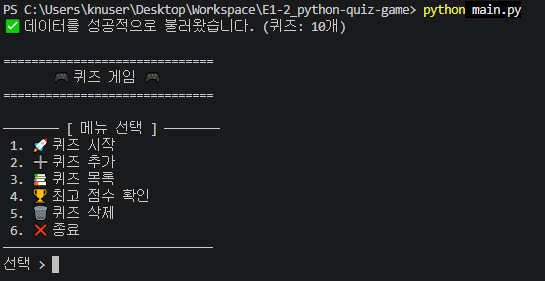 PS C:\Users\knuser\Desktop\Workspace\E1-2_python-quiz-game> python main.py
✅ 데이터를 성공적으로 불러왔습니다. (퀴즈: 10개)
==============================
🎮 퀴즈 게임 🎮
==============================
──────── [ 메뉴 선택 ] ────────
1. 🚀 퀴즈 시작
2. ➕ 퀴즈 추가
3. 📚 퀴즈 목록
4. 🏆 최고 점수 확인
5. 🗑️ 퀴즈 삭제
6. ❌ 종료
──────────────────────────────
선택 >